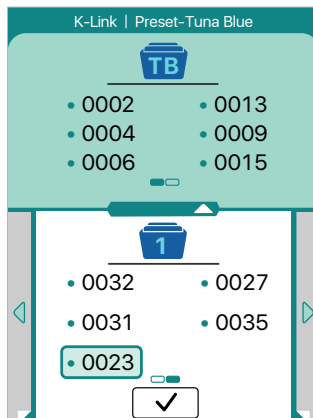 K-Link | Preset-Tuna Blue
TB
• 0002 • 0013
• 0004 • 0009
• 0006 • 0015
1
• 0032 • 0027
• 0031 • 0035
• 0023